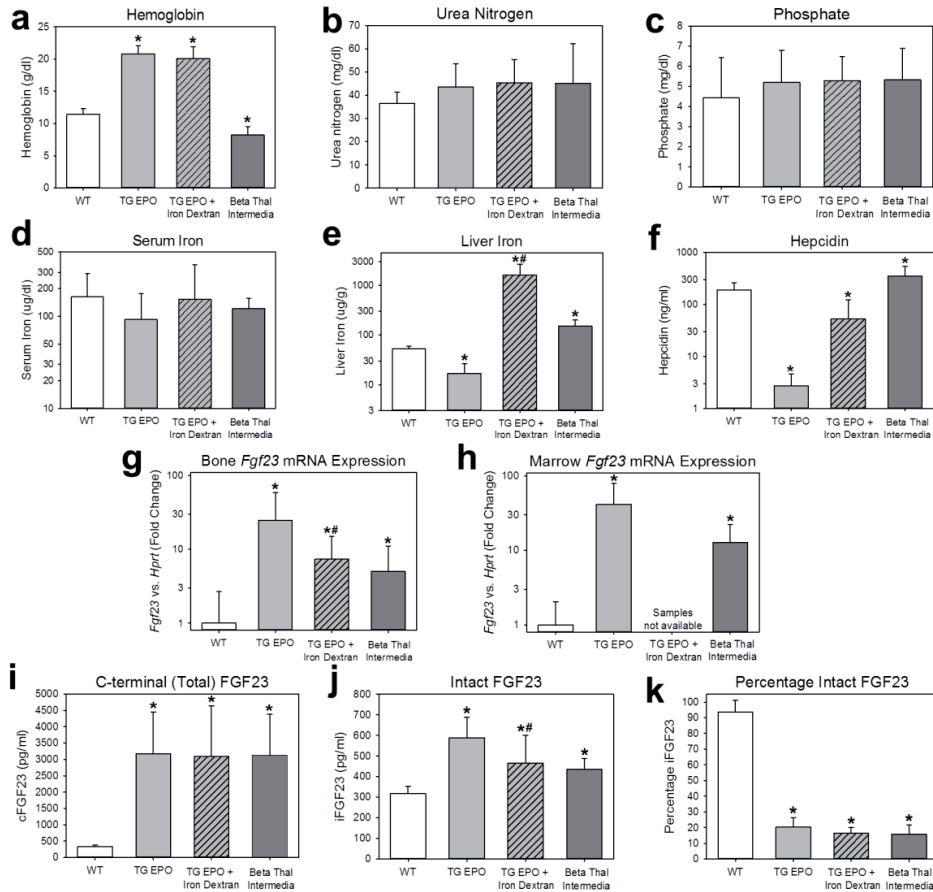 a
Hemoglobin
Hemoglobin (g/dl)
25
20
15
10
5
0
*
*
*
WT
TG EPO
TG EPO +
Iron Dextran
Beta Thal
Intermedia
b
Urea Nitrogen
Urea nitrogen (mg/dl)
70
60
50
40
30
20
10
0
WT
TG EPO
TG EPO +
Iron Dextran
Beta Thal
Intermedia
c
Phosphate
Phosphate (mg/dl)
8
7
6
5
4
3
2
1
0
WT
TG EPO
TG EPO +
Iron Dextran
Beta Thal
Intermedia
d
Serum Iron
Serum Iron (ug/dl)
500
300
200
100
50
30
20
10
WT
TG EPO
TG EPO +
Iron Dextran
Beta Thal
Intermedia
e
Liver Iron
Liver Iron (ug/g)
3000
1000
300
100
30
10
3
*
*#
*
WT
TG EPO
TG EPO +
Iron Dextran
Beta Thal
Intermedia
f
Hepcidin
Hepcidin (ng/ml)
1000
300
100
30
10
3
1
*
*
*
WT
TG EPO
TG EPO +
Iron Dextran
Beta Thal
Intermedia
g
Bone Fgf23 mRNA Expression
Fgf23 vs. Hprt (Fold Change)
100
30
10
3
1
*
*#
*
WT
TG EPO
TG EPO +
Iron Dextran
Beta Thal
Intermedia
h
Marrow Fgf23 mRNA Expression
Fgf23 vs. Hprt (Fold Change)
100
30
10
3
1
*
*
Samples
not available
WT
TG EPO
TG EPO +
Iron Dextran
Beta Thal
Intermedia
i
C-terminal (Total) FGF23
cFGF23 (pg/ml)
5000
4500
4000
3500
3000
2500
2000
1500
1000
500
0
*
*
*
WT
TG EPO
TG EPO +
Iron Dextran
Beta Thal
Intermedia
j
Intact FGF23
iFGF23 (pg/ml)
800
700
600
500
400
300
200
100
0
*
*#
*
WT
TG EPO
TG EPO +
Iron Dextran
Beta Thal
Intermedia
k
Percentage Intact FGF23
Percentage iFGF23
100
90
80
70
60
50
40
30
20
10
0
*
*
*
WT
TG EPO
TG EPO +
Iron Dextran
Beta Thal
Intermedia